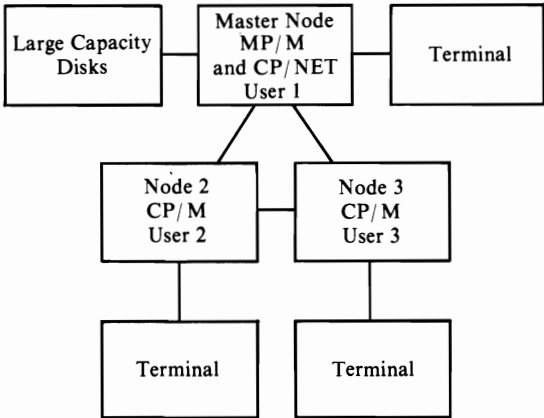 Large Capacity
Disks
Master Node
MP/M
and CP/NET
User 1
Terminal
Node 2
CP/M
User 2
Node 3
CP/M
User 3
Terminal
Terminal